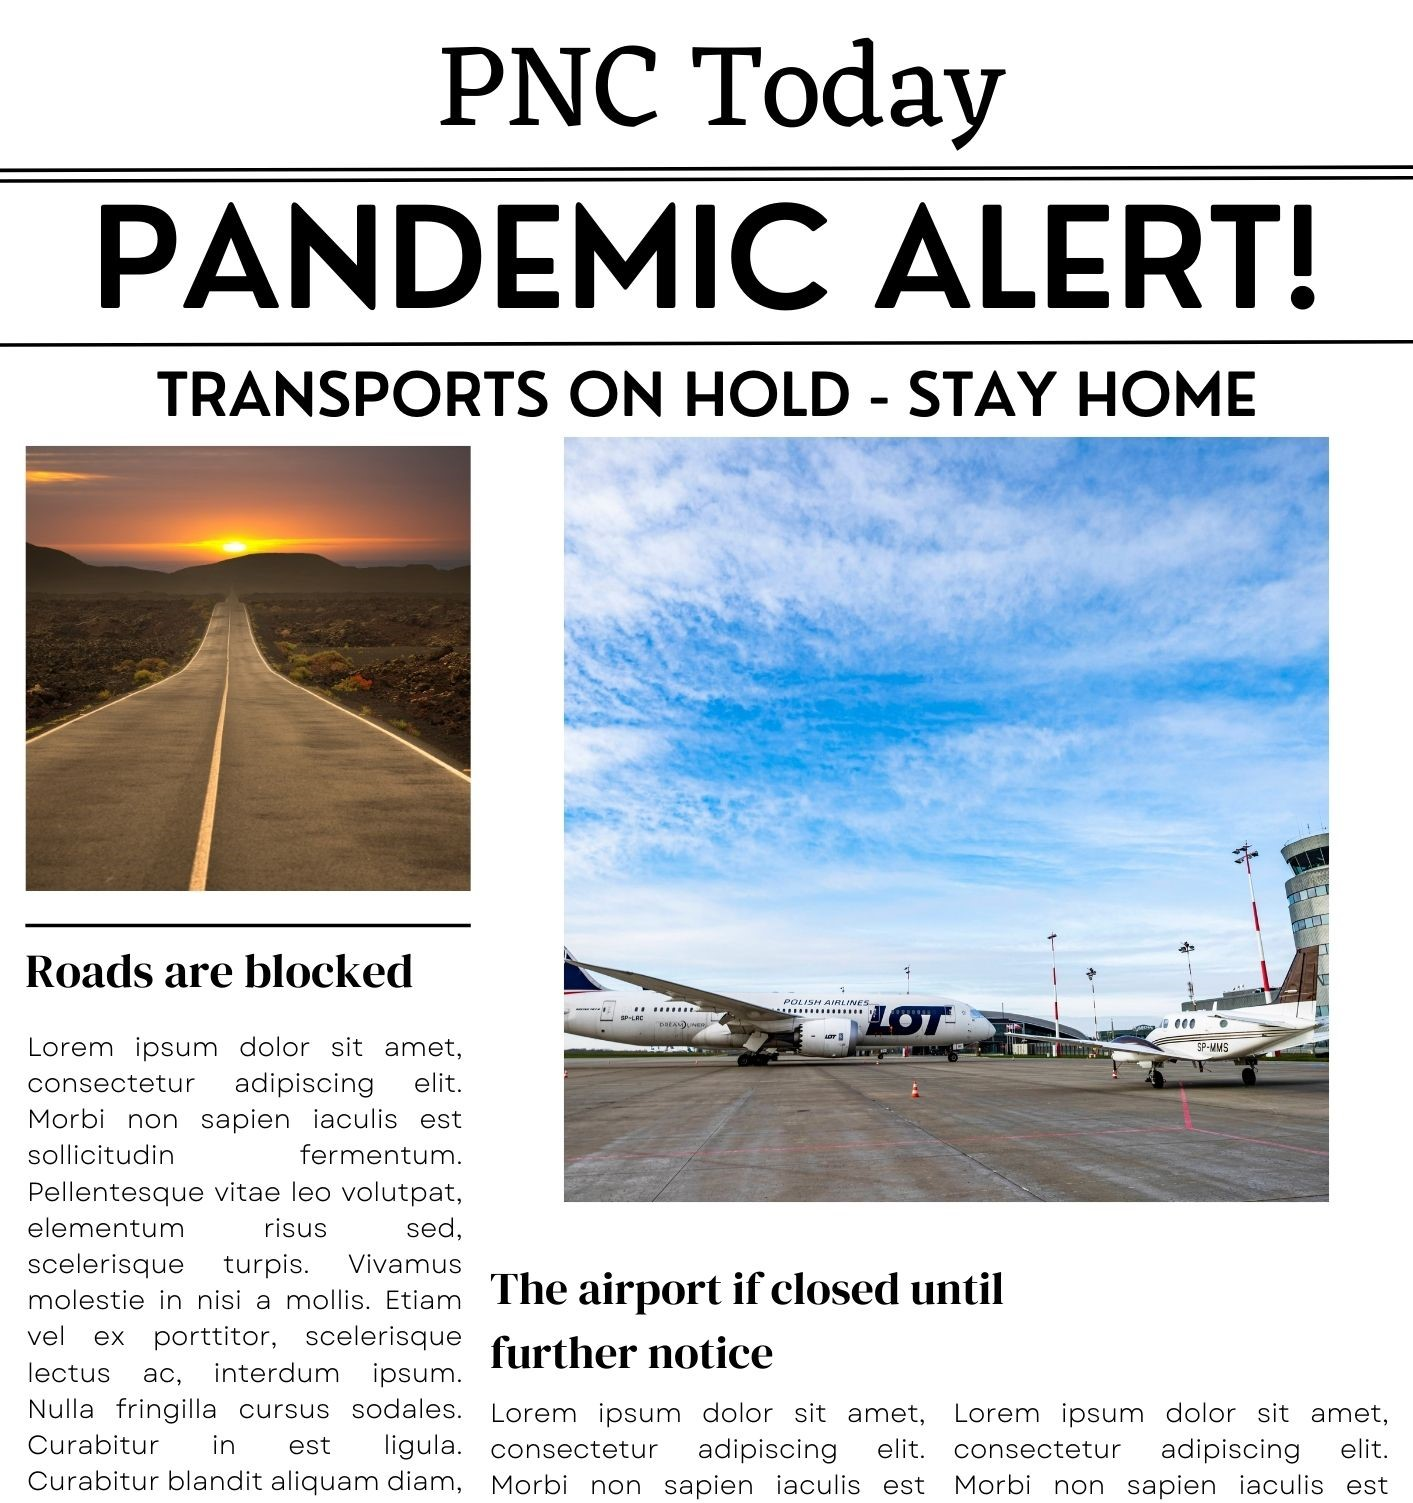 PNC Today
PANDEMIC ALERT!
TRANSPORTS ON HOLD - STAY HOME
POLISH AIRLINES
LOT
SP-LRC
DREAMLINER
LOT
SP-MMS
Roads are blocked
Lorem ipsum dolor sit amet,
consectetur adipiscing elit.
Morbi non sapien iaculis est
sollicitudin fermentum.
Pellentesque vitae leo volutpat,
elementum risus sed,
scelerisque turpis. Vivamus
molestie in nisi a mollis. Etiam
vel ex porttitor, scelerisque
lectus ac, interdum ipsum.
Nulla fringilla cursus sodales.
Curabitur in est ligula.
Curabitur blandit aliquam diam,
The airport if closed until
further notice
Lorem ipsum dolor sit amet,
consectetur adipiscing elit.
Morbi non sapien iaculis est
Lorem ipsum dolor sit amet,
consectetur adipiscing elit.
Morbi non sapien iaculis est